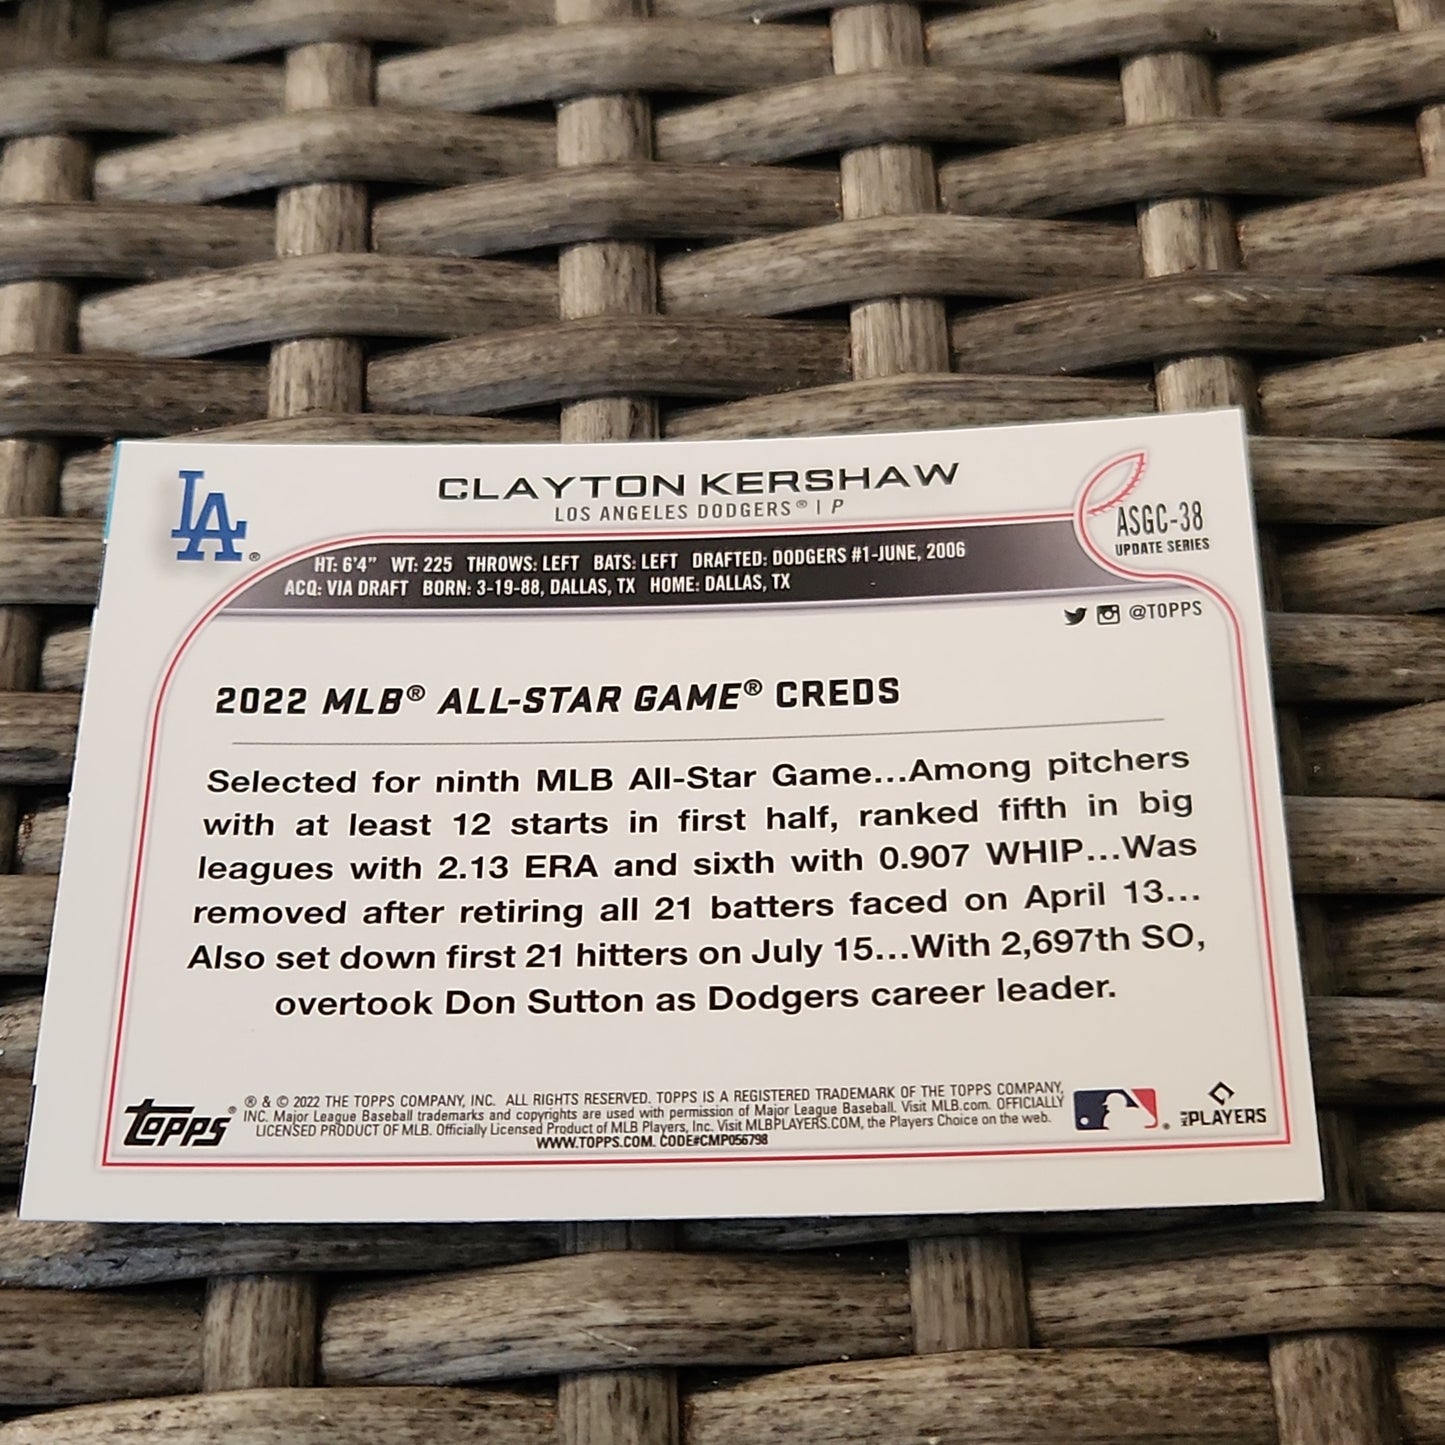 LA®
CLAYTON KERSHAW
LOS ANGELES DODGERS® | P
ASGC-38
UPDATE SERIES
HT: 6'4” WT: 225 THROWS: LEFT BATS: LEFT DRAFTED: DODGERS #1-JUNE, 2006
ACQ: VIA DRAFT BORN: 3-19-88, DALLAS, TX HOME: DALLAS, TX
@TOPPS
2022 MLB® ALL-STAR GAME® CREDS
Selected for ninth MLB All-Star Game...Among pitchers
with at least 12 starts in first half, ranked fifth in big
leagues with 2.13 ERA and sixth with 0.907 WHIP...Was
removed after retiring all 21 batters faced on April 13...
Also set down first 21 hitters on July 15...With 2,697th SO,
overtook Don Sutton as Dodgers career leader.
TOPPS®
® & © 2022 THE TOPPS COMPANY, INC. ALL RIGHTS RESERVED. TOPPS IS A REGISTERED TRADEMARK OF THE TOPPS COMPANY,
INC. Major League Baseball trademarks and copyrights are used with permission of Major League Baseball. Visit MLB.com. OFFICIALLY
LICENSED PRODUCT OF MLB. Officially Licensed Product of MLB Players, Inc. Visit MLBPLAYERS.COM, the Players Choice on the web.
WWW.TOPPS.COM. CODE#CMP056798
MLB PLAYERS